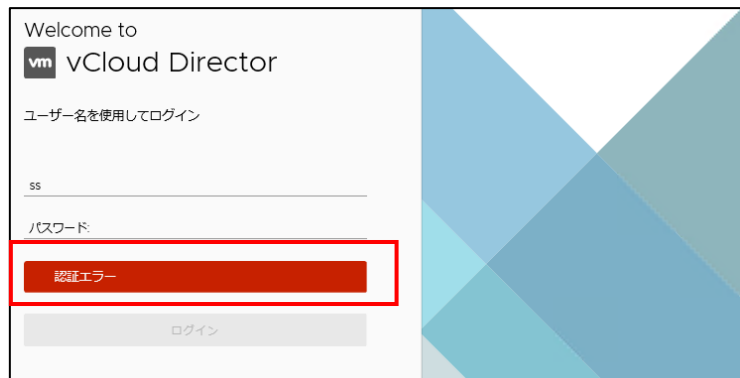 Welcome to
vm vCloud Director
ユーザー名を使用してログイン
ss
パスワード:
認証エラー
ログイン